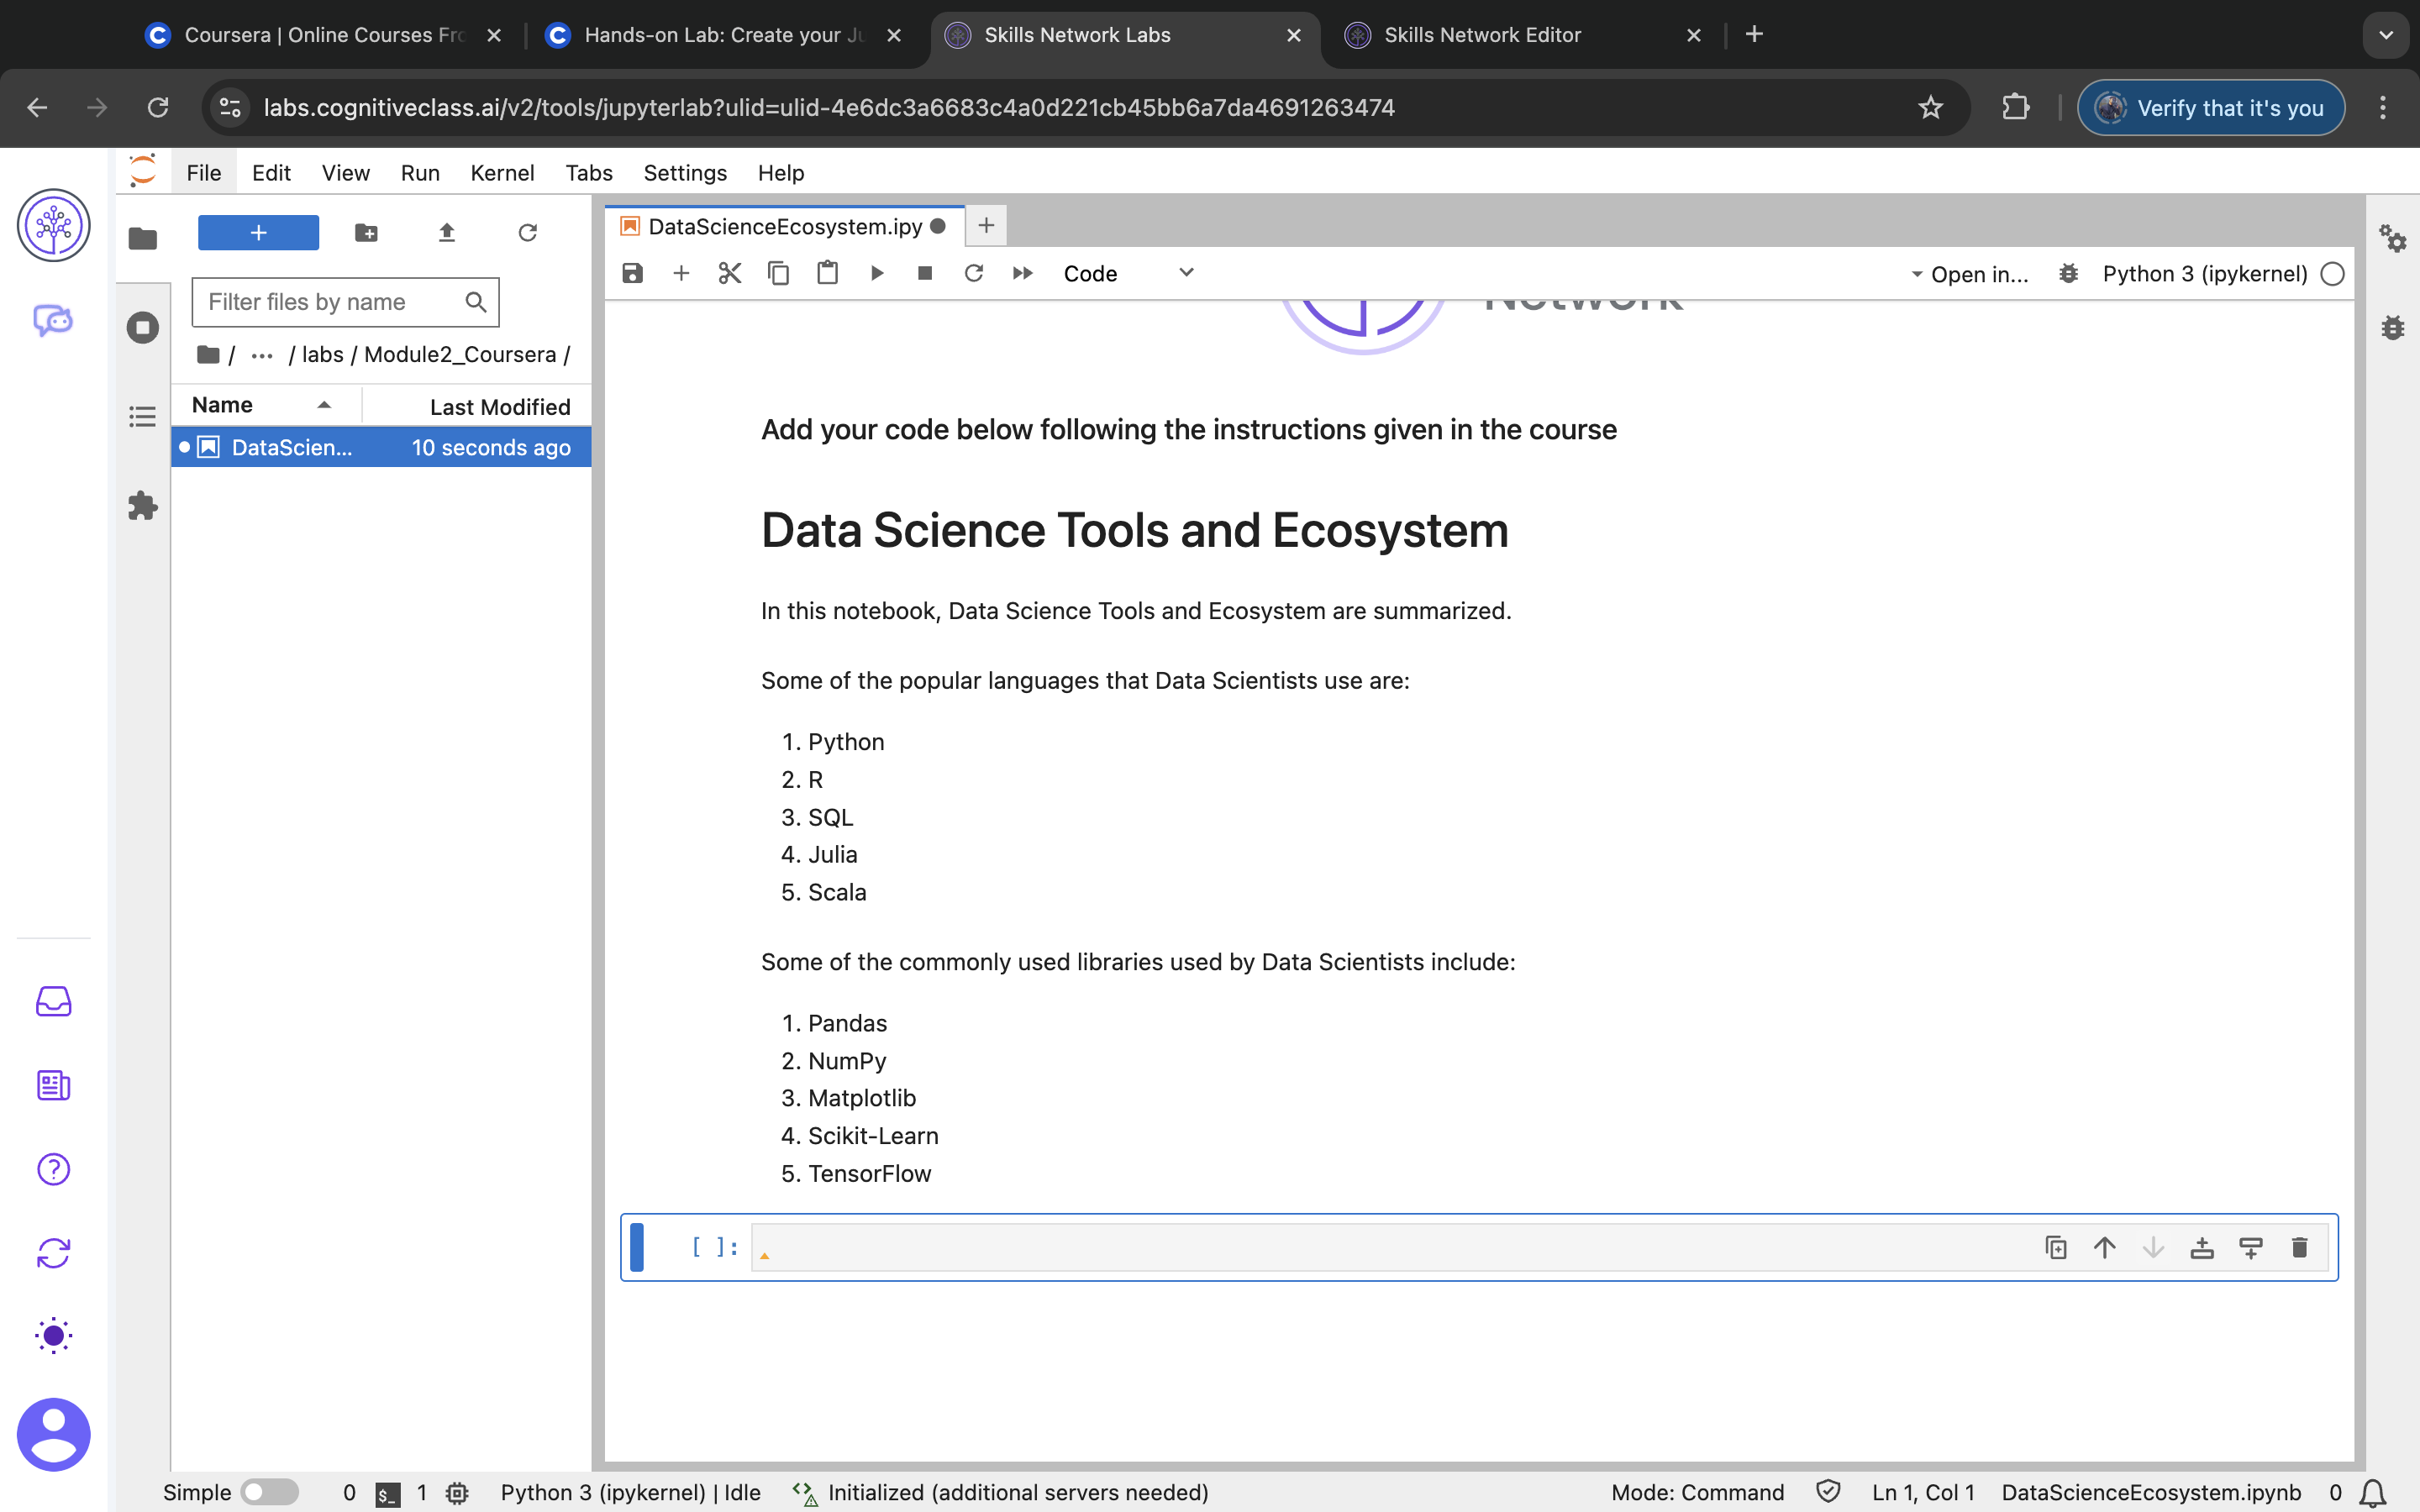 Coursera | Online Courses Fro
Hands-on Lab: Create your Ju
Skills Network Labs
Skills Network Editor
labs.cognitiveclass.ai/v2/tools/jupyterlab?ulid=ulid-4e6dc3a6683c4a0d221cb45bb6a7da4691263474
Verify that it's you
File Edit View Run Kernel Tabs Settings Help
DataScienceEcosystem.ipy
Code
Open in...
Python 3 (ipykernel)
Filter files by name
/ ··· / labs / Module2_Coursera /
Name Last Modified
DataScien... 10 seconds ago
Network
Add your code below following the instructions given in the course
Data Science Tools and Ecosystem
In this notebook, Data Science Tools and Ecosystem are summarized.
Some of the popular languages that Data Scientists use are:
1. Python
2. R
3. SQL
4. Julia
5. Scala
Some of the commonly used libraries used by Data Scientists include:
1. Pandas
2. NumPy
3. Matplotlib
4. Scikit-Learn
5. TensorFlow
[ ]:
Simple 0 $_ 1 Python 3 (ipykernel) | Idle Initialized (additional servers needed) Mode: Command Ln 1, Col 1 DataScienceEcosystem.ipynb 0